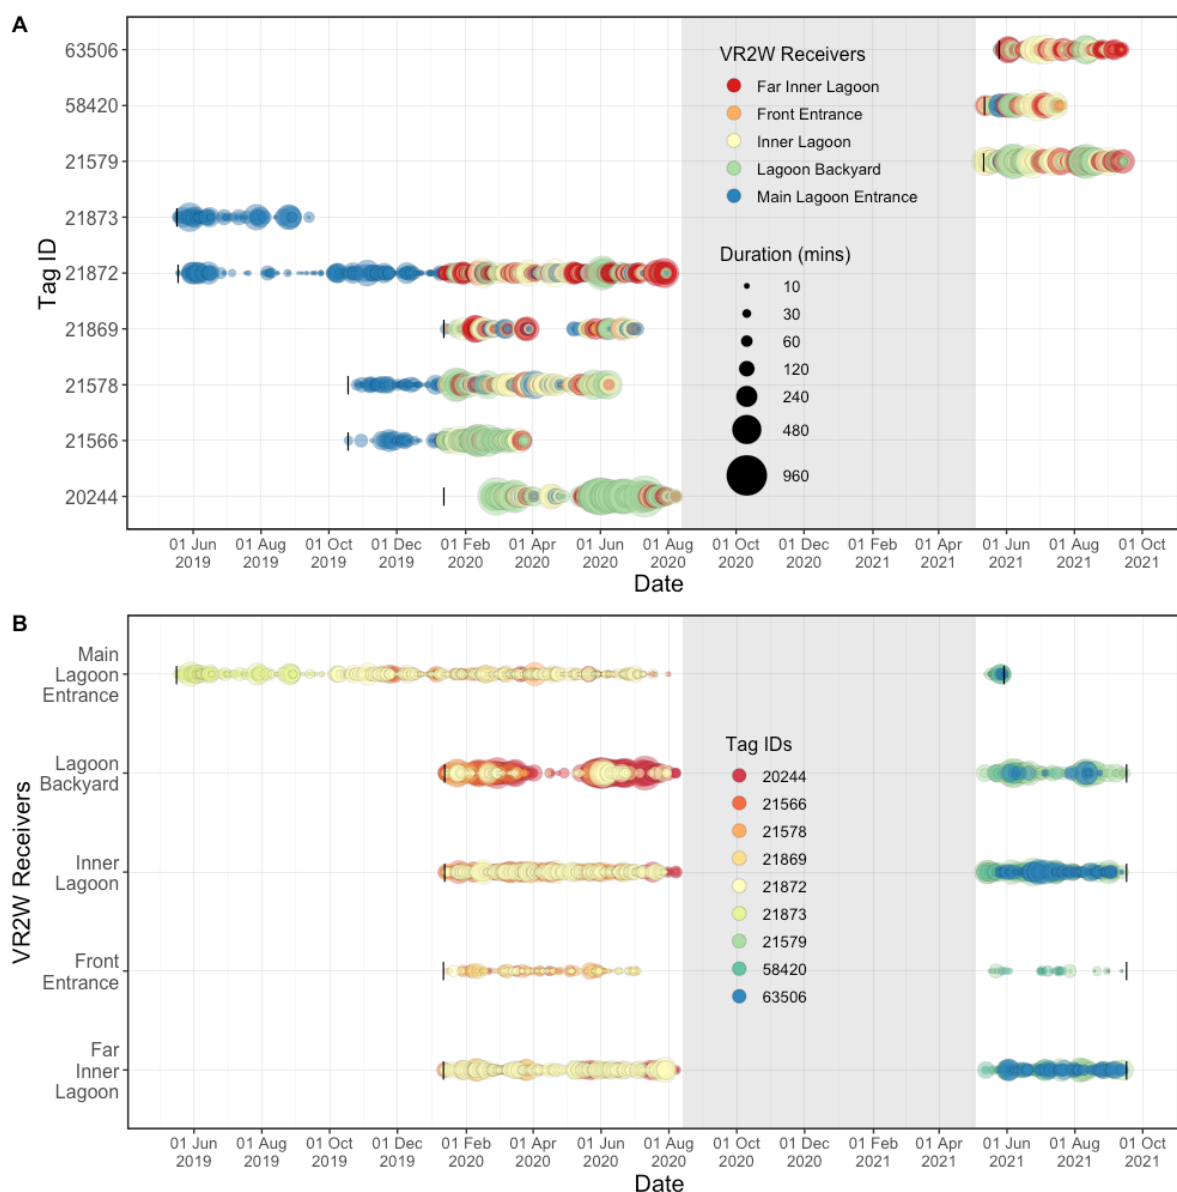 A
Tag ID
63506
58420
21579
21873
21872
21869
21578
21566
20244
VR2W Receivers
Far Inner Lagoon
Front Entrance
Inner Lagoon
Lagoon Backyard
Main Lagoon Entrance
Duration (mins)
10
30
60
120
240
480
960
01 Jun 01 Aug 01 Oct 01 Dec 01 Feb 01 Apr 01 Jun 01 Aug 01 Oct 01 Dec 01 Feb 01 Apr 01 Jun 01 Aug 01 Oct
2019 2019 2019 2019 2020 2020 2020 2020 2020 2020 2021 2021 2021 2021 2021
Date
B
VR2W Receivers
Main
Lagoon
Entrance
Lagoon
Backyard
Inner
Lagoon
Front
Entrance
Far
Inner
Lagoon
Tag IDs
20244
21566
21578
21869
21872
21873
21579
58420
63506
01 Jun 01 Aug 01 Oct 01 Dec 01 Feb 01 Apr 01 Jun 01 Aug 01 Oct 01 Dec 01 Feb 01 Apr 01 Jun 01 Aug 01 Oct
2019 2019 2019 2019 2020 2020 2020 2020 2020 2020 2021 2021 2021 2021 2021
Date